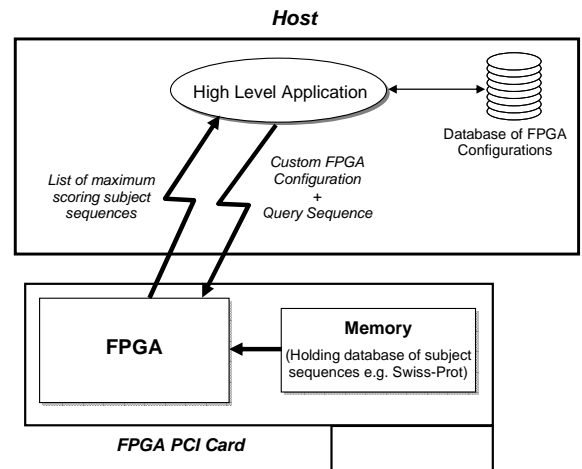 Host
High Level Application
Database of FPGA
Configurations
List of maximum
scoring subject
sequences
Custom FPGA
Configuration
+
Query Sequence
FPGA
Memory
(Holding database of subject
sequences e.g. Swiss-Prot)
FPGA PCI Card